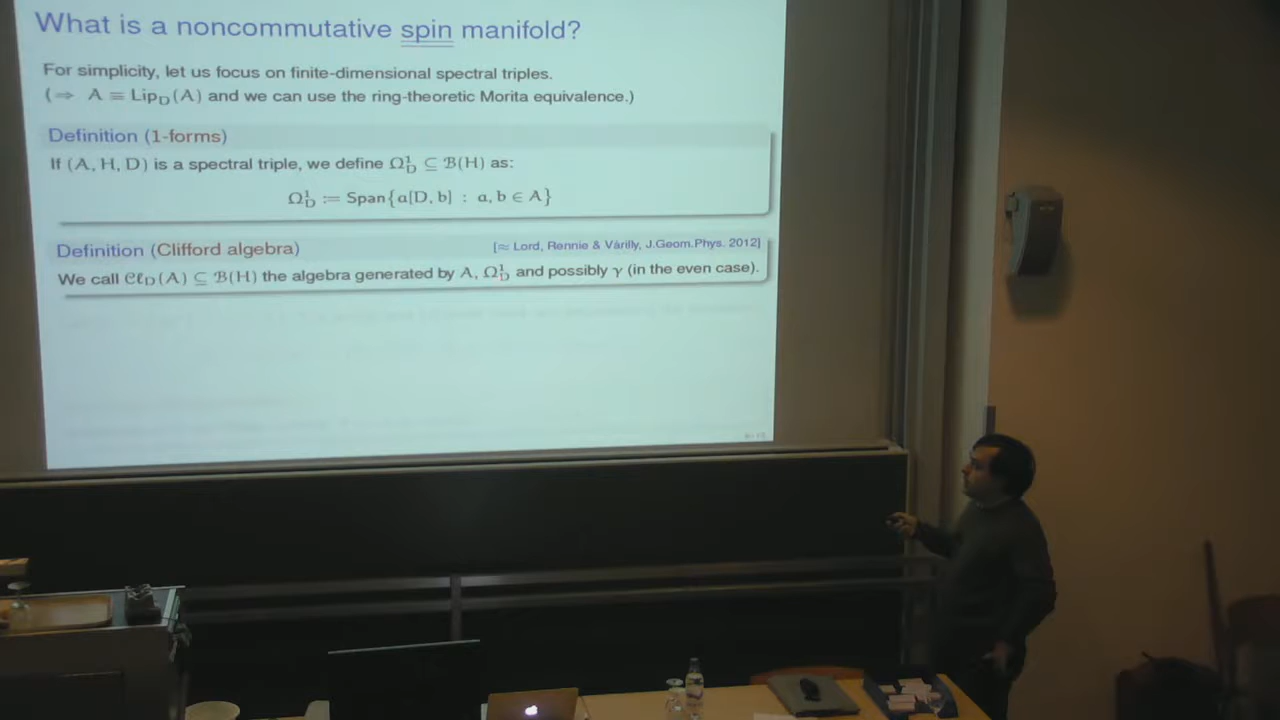 What is a noncommutative spin manifold?
For simplicity, let us focus on finite-dimensional spectral triples.
(⇒ A ≡ Lip_D(A) and we can use the ring-theoretic Morita equivalence.)
Definition (1-forms)
If (A, H, D) is a spectral triple, we define Ω¹_D ⊆ ℬ(H) as:
Ω¹_D := Span{a[D, b] : a, b ∈ A}
Definition (Clifford algebra) [≈ Lord, Rennie & Várilly, J.Geom.Phys. 2012]
We call 𝒞ℓ_D(A) ⊆ ℬ(H) the algebra generated by A, Ω¹_D and possibly γ (in the even case).